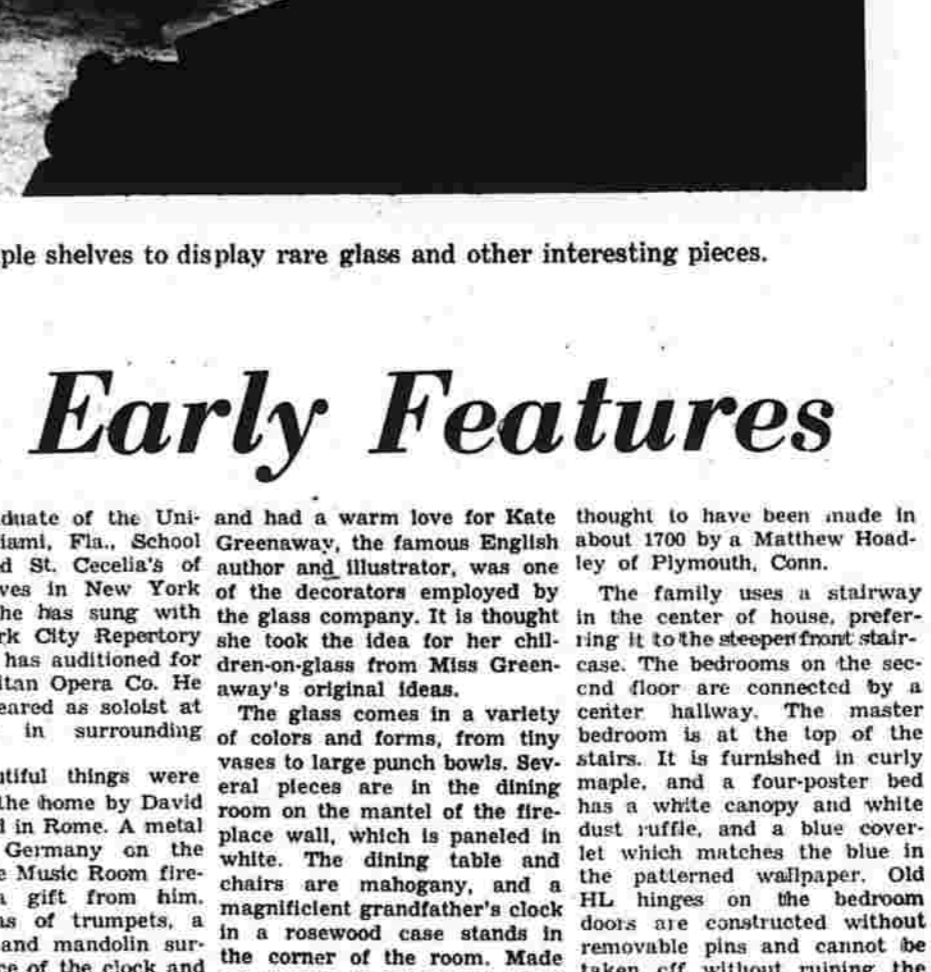 ple shelves to display rare glass and other interesting pieces.
Early Features
duate of the Uni-
iami, Fla., School
d St. Cecelia's of
ves in New York
he has sung with
rk City Repertory
has auditioned for
itan Opera Co. He
eared as soloist at
in surrounding
utiful things were
the home by David
l in Rome. A metal
Germany on the
e Music Room fire-
a gift from him.
as of trumpets, a
and mandolin sur-
ce of the clock and
and had a warm love for Kate
Greenaway, the famous English
author and illustrator, was one
of the decorators employed by
the glass company. It is thought
she took the idea for her chil-
dren-on-glass from Miss Green-
away's original ideas.
The glass comes in a variety
of colors and forms, from tiny
vases to large punch bowls. Sev-
eral pieces are in the dining
room on the mantel of the fire-
place wall, which is paneled in
white. The dining table and
chairs are mahogany, and a
magnificient grandfather's clock
in a rosewood case stands in
the corner of the room. Made
thought to have been made in
about 1700 by a Matthew Hoad-
ley of Plymouth, Conn.
The family uses a stairway
in the center of house, prefer-
ring it to the steeper front stair-
case. The bedrooms on the sec-
cnd floor are connected by a
center hallway. The master
bedroom is at the top of the
stairs. It is furnished in curly
maple, and a four-poster bed
has a white canopy and white
dust ruffle, and a blue cover-
let which matches the blue in
the patterned wallpaper. Old
HL hinges on the bedroom
doors are constructed without
removable pins and cannot be
taken cff without ruining the